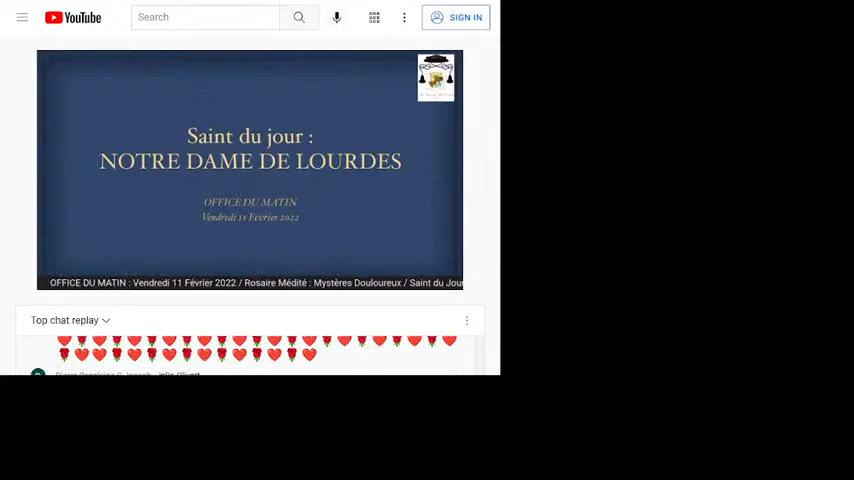 YouTube
Search
SIGN IN
Saint du jour :
NOTRE DAME DE LOURDES
OFFICE DU MATIN
Vendredi 11 Février 2022
OFFICE DU MATIN : Vendredi 11 Février 2022 / Rosaire Médité : Mystères Douloureux / Saint du Jour
Top chat replay